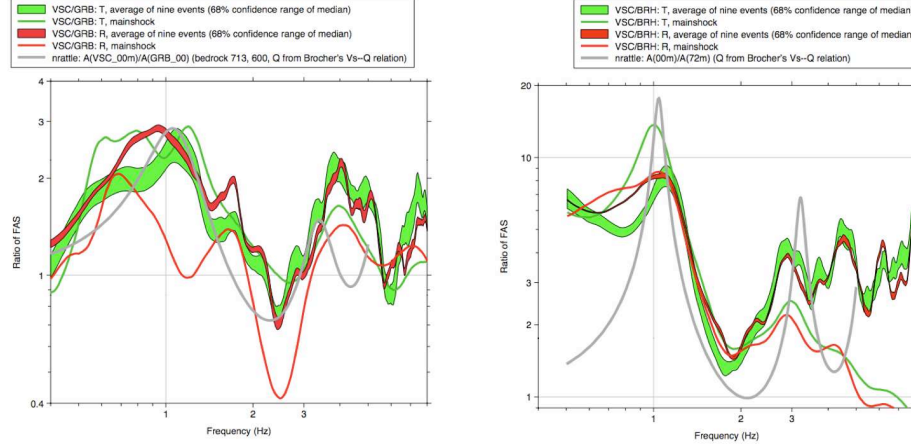 VSC/GRB: T, average of nine events (68% confidence range of median)
VSC/GRB: T, mainshock
VSC/GRB: R, average of nine events (68% confidence range of median)
VSC/GRB: R, mainshock
nrattle: A(VSC_00m)/A(GRB_00) (bedrock 713, 600, Q from Brocher's Vs--Q relation)
4
3
2
1
0.4
Ratio of FAS
1
2
3
Frequency (Hz)
VSC/BRH: T, average of nine events (68% confidence range of median)
VSC/BRH: T, mainshock
VSC/BRH: R, average of nine events (68% confidence range of median
VSC/BRH: R, mainshock
nrattle: A(00m)/A(72m) (Q from Brocher's Vs--Q relation)
20
10
4
3
2
1
Ratio of FAS
1
2
3
Frequency (Hz)